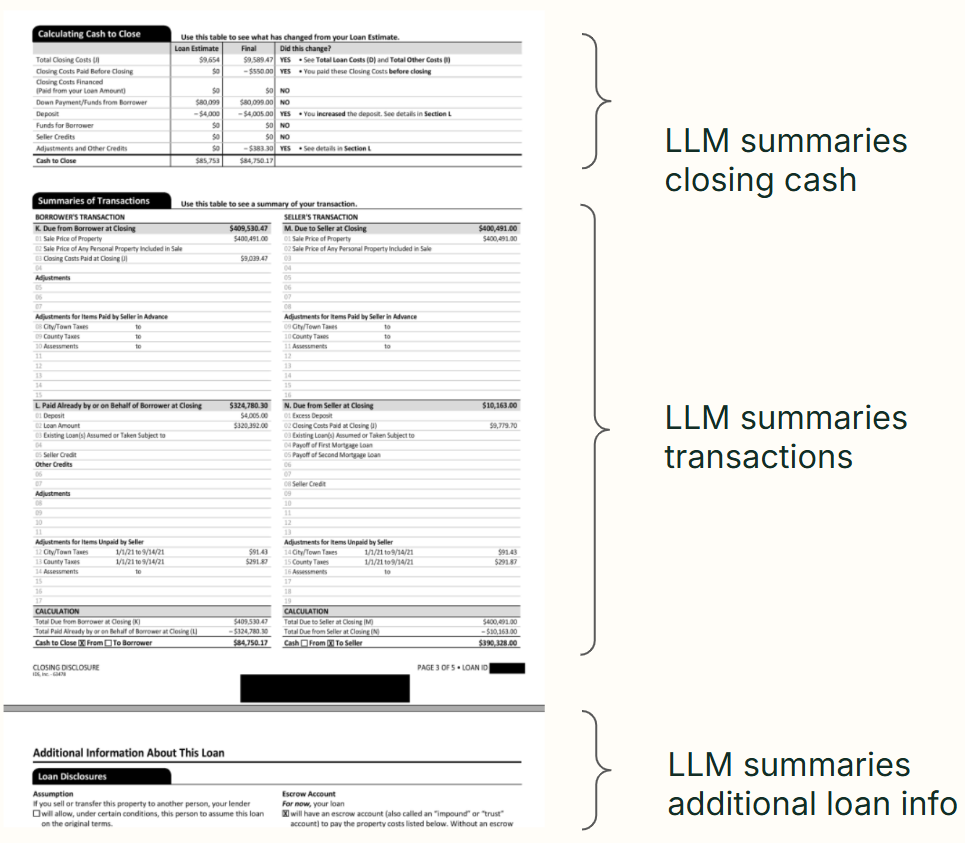 Calculating Cash to Close Use this table to see what has changed from your Loan Estimate.
Loan Estimate Final Did this change?
Total Closing Costs (J) $9,654 $9,589.47 YES • See Total Loan Costs (D) and Total Other Costs (I)
Closing Costs Paid Before Closing $0 –$550.00 YES • You paid these Closing Costs before closing
Closing Costs Financed
(Paid from your Loan Amount) $0 $0 NO
Down Payment/Funds from Borrower $80,099 $80,099.00 NO
Deposit –$4,000 –$4,005.00 YES • You increased the deposit. See details in Section L
Funds for Borrower $0 $0 NO
Seller Credits $0 $0 NO
Adjustments and Other Credits $0 –$383.30 YES • See details in Section L
Cash to Close $85,753 $84,750.17
LLM summaries
closing cash
Summaries of Transactions Use this table to see a summary of your transaction.
BORROWER'S TRANSACTION
K. Due from Borrower at Closing $409,530.47
01 Sale Price of Property $400,491.00
02 Sale Price of Any Personal Property Included in Sale
03 Closing Costs Paid at Closing (J) $9,039.47
04
Adjustments
05
06
07
Adjustments for Items Paid by Seller in Advance
08 City/Town Taxes to
09 County Taxes to
10 Assessments to
11
12
13
14
15
L. Paid Already by or on Behalf of Borrower at Closing $324,780.30
01 Deposit $4,005.00
02 Loan Amount $320,392.00
03 Existing Loan(s) Assumed or Taken Subject to
04
05 Seller Credit
Other Credits
06
07
Adjustments
08
09
10
11
Adjustments for Items Unpaid by Seller
12 City/Town Taxes 1/1/21 to 9/14/21 $91.43
13 County Taxes 1/1/21 to 9/14/21 $291.87
14 Assessments to
15
16
17
CALCULATION
Total Due from Borrower at Closing (K) $409,530.47
Total Paid Already by or on Behalf of Borrower at Closing (L) –$324,780.30
Cash to Close ☒ From ☐ To Borrower $84,750.17
SELLER'S TRANSACTION
M. Due to Seller at Closing $400,491.00
01 Sale Price of Property $400,491.00
02 Sale Price of Any Personal Property Included in Sale
03
04
05
06
07
08
Adjustments for Items Paid by Seller in Advance
09 City/Town Taxes to
10 County Taxes to
11 Assessments to
12
13
14
15
16
N. Due from Seller at Closing $10,163.00
01 Excess Deposit
02 Closing Costs Paid at Closing (J) $9,779.70
03 Existing Loan(s) Assumed or Taken Subject to
04 Payoff of First Mortgage Loan
05 Payoff of Second Mortgage Loan
06
07
08 Seller Credit
09
10
11
12
13
Adjustments for Items Unpaid by Seller
14 City/Town Taxes 1/1/21 to 9/14/21 $91.43
15 County Taxes 1/1/21 to 9/14/21 $291.87
16 Assessments to
17
18
19
CALCULATION
Total Due to Seller at Closing (M) $400,491.00
Total Due from Seller at Closing (N) –$10,163.00
Cash ☐ From ☒ To Seller $390,328.00
LLM summaries
transactions
CLOSING DISCLOSURE PAGE 3 OF 5 • LOAN ID
Additional Information About This Loan
Loan Disclosures
Assumption
If you sell or transfer this property to another person, your lender
☐ will allow, under certain conditions, this person to assume this loan
on the original terms.
Escrow Account
For now, your loan
☒ will have an escrow account (also called an "impound" or "trust"
account) to pay the property costs listed below. Without an escrow
LLM summaries
additional loan info